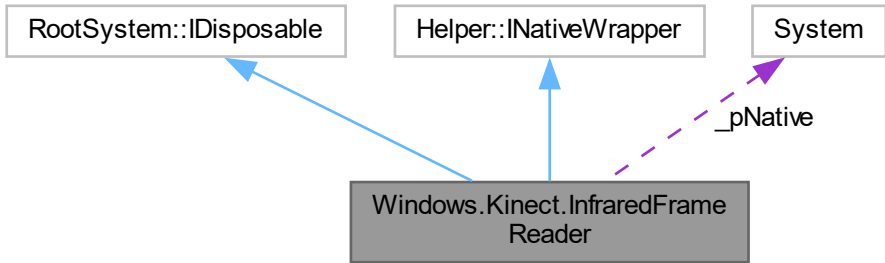 RootSystem::IDisposable
Helper::INativeWrapper
System
_pNative
Windows.Kinect.InfraredFrame
Reader